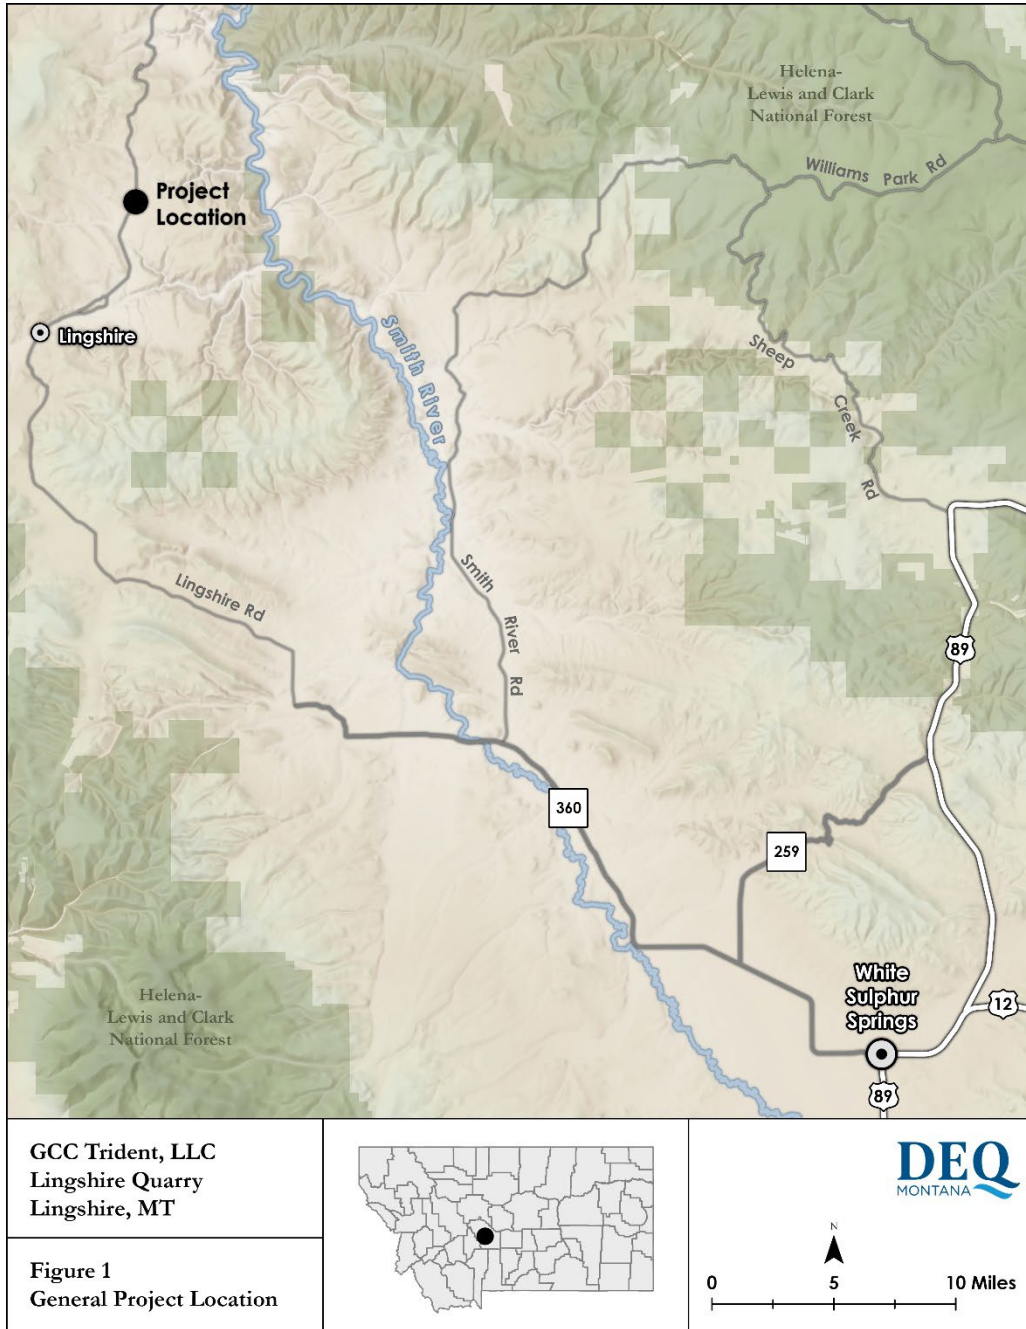 Helena-
Lewis and Clark
National Forest
Williams Park Rd
Project
Location
Lingshire
Smith River
Sheep Creek Rd
Smith River Rd
Lingshire Rd
89
360
259
Helena-
Lewis and Clark
National Forest
White
Sulphur
Springs
12
89
GCC Trident, LLC
Lingshire Quarry
Lingshire, MT
Figure 1
General Project Location
DEQ
MONTANA
N
0 5 10 Miles